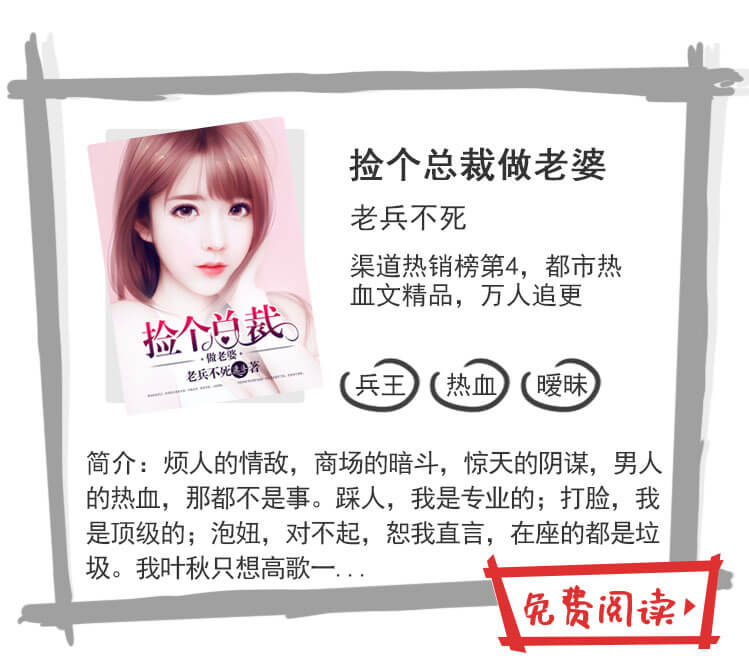 捡个总裁做老婆
老兵不死
渠道热销榜第4，都市热
血文精品，万人追更
兵王 热血 暧昧
捡个总裁
·做老婆·
老兵不死 著
简介：烦人的情敌，商场的暗斗，惊天的阴谋，男人
的热血，那都不是事。踩人，我是专业的；打脸，我
是顶级的；泡妞，对不起，恕我直言，在座的都是垃
圾。我叶秋只想高歌一...
免费阅读